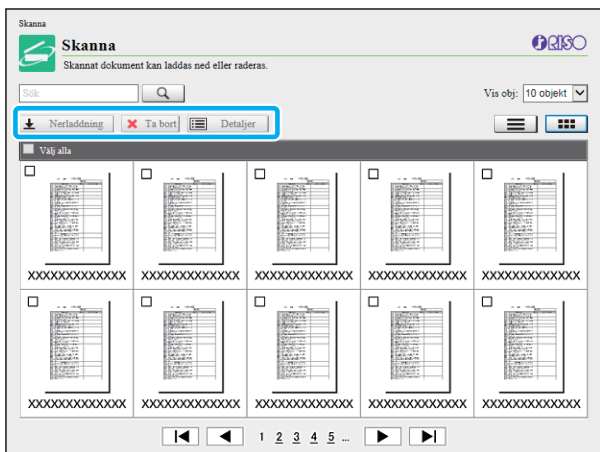 Skanna
Skanna
RISO
Skannat dokument kan laddas ned eller raderas.
Sök
Vis obj: 10 objekt
Nerladdning Ta bort Detaljer
Välj alla
XXXXXXXXXXXXX XXXXXXXXXXXXX XXXXXXXXXXXXX XXXXXXXXXXXXX XXXXXXXXXXXXX
XXXXXXXXXXXXX XXXXXXXXXXXXX XXXXXXXXXXXXX XXXXXXXXXXXXX XXXXXXXXXXXXX
1 2 3 4 5 ...